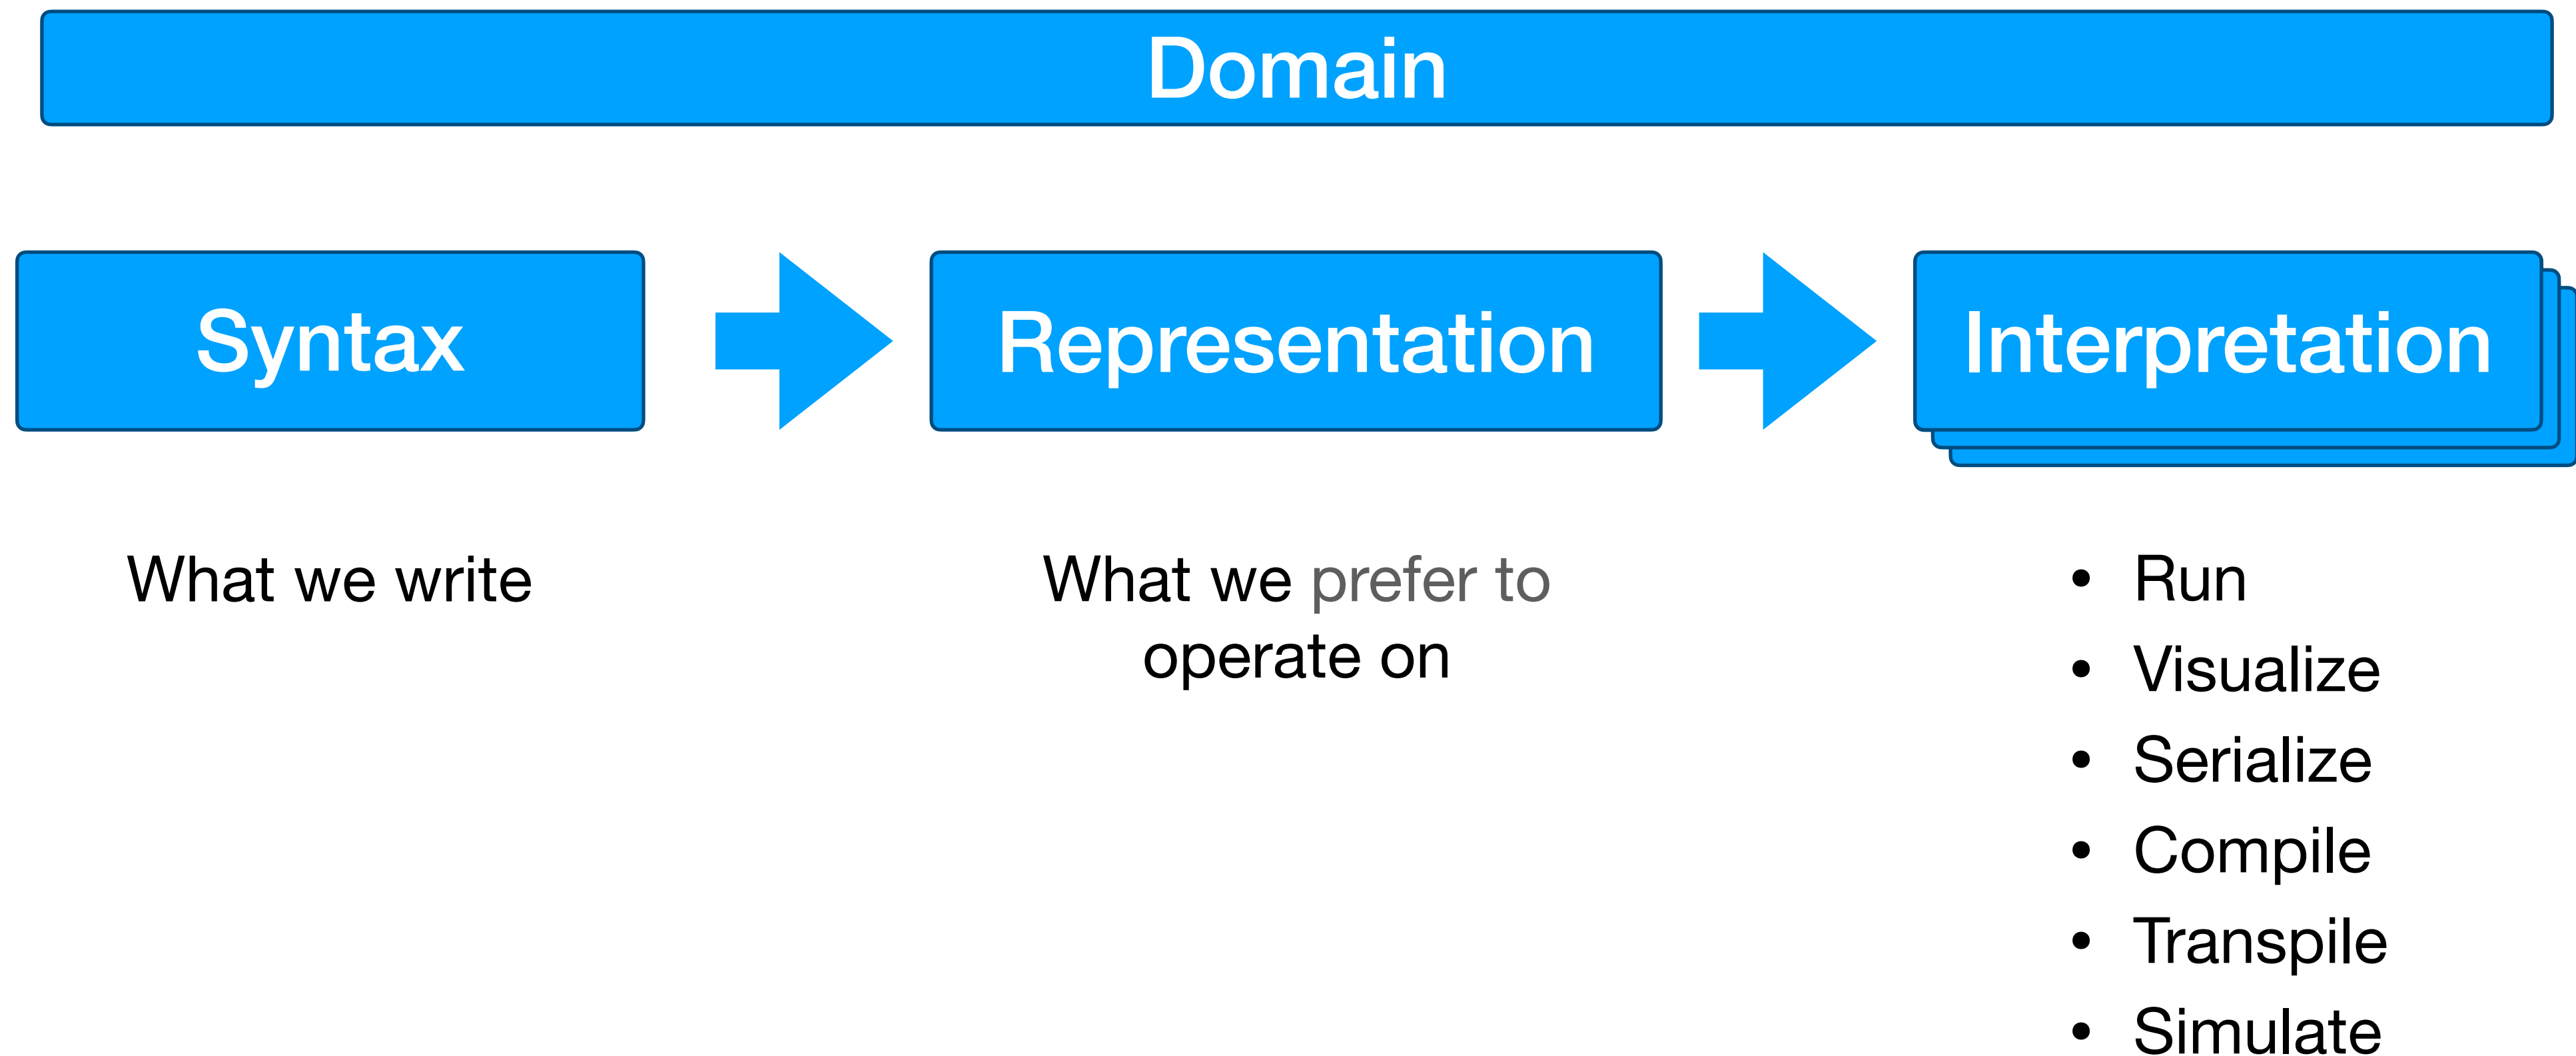 Domain
Syntax
Representation
Interpretation
What we write
What we prefer to
operate on
• Run
• Visualize
• Serialize
• Compile
• Transpile
• Simulate